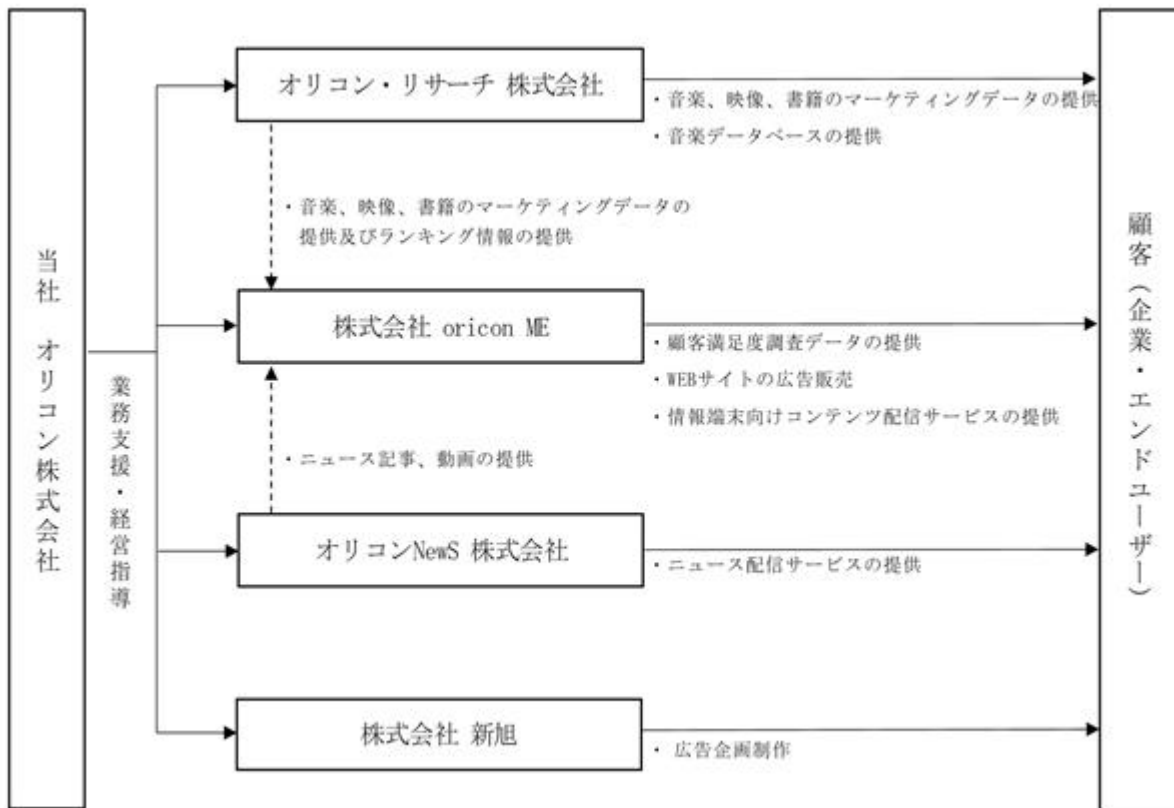 当社 オリコン株式会社
業務支援・経営指導
オリコン・リサーチ 株式会社
・音楽、映像、書籍のマーケティングデータの提供
・音楽データベースの提供
・音楽、映像、書籍のマーケティングデータの
提供及びランキング情報の提供
株式会社 oricon ME
・顧客満足度調査データの提供
・WEBサイトの広告販売
・情報端末向けコンテンツ配信サービスの提供
・ニュース記事、動画の提供
オリコンNewS 株式会社
・ニュース配信サービスの提供
株式会社 新旭
・ 広告企画制作
顧客（企業・エンドユーザー）